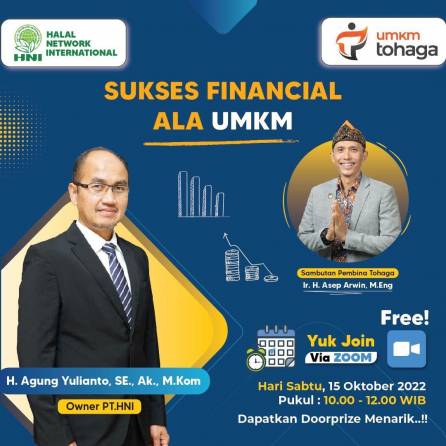 HNI
HALAL
NETWORK
INTERNATIONAL
umkm
tohaga
SUKSES FINANCIAL
ALA UMKM
Sambutan Pembina Tohaga
Ir. H. Asep Arwin, M.Eng
Free!
Yuk Join
Via ZOOM
H. Agung Yulianto, SE., Ak., M.Kom
Owner PT.HNI
Hari Sabtu, 15 Oktober 2022
Pukul : 10.00 - 12.00 WIB
Dapatkan Doorprize Menarik..!!